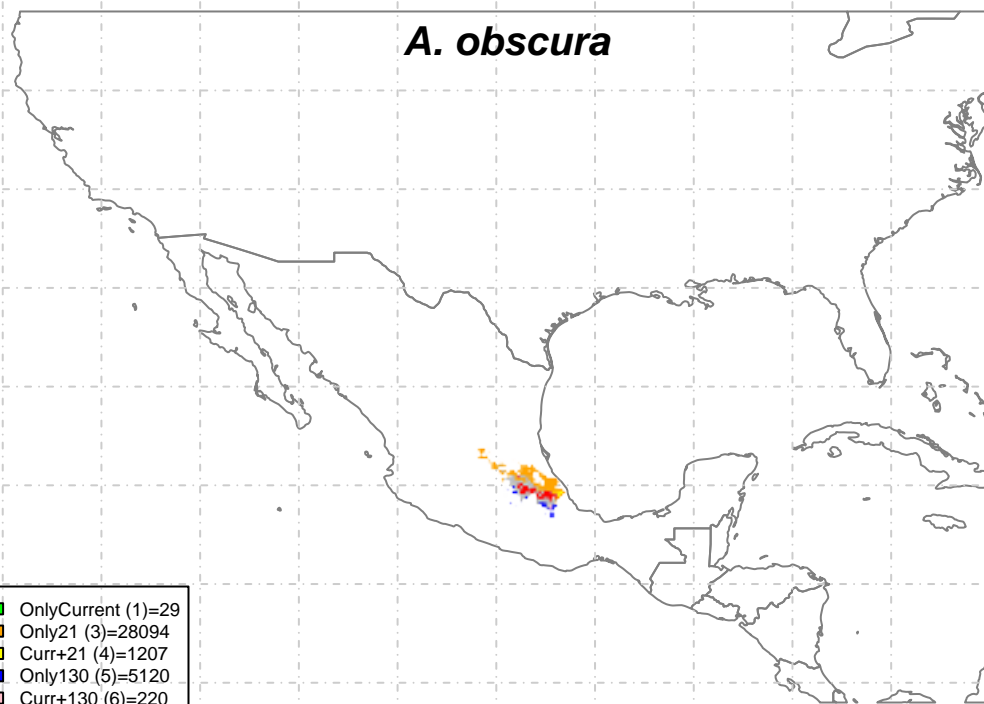 A. obscura
OnlyCurrent (1)=29
Only21 (3)=28094
Curr+21 (4)=1207
Only130 (5)=5120
Curr+130 (6)=220